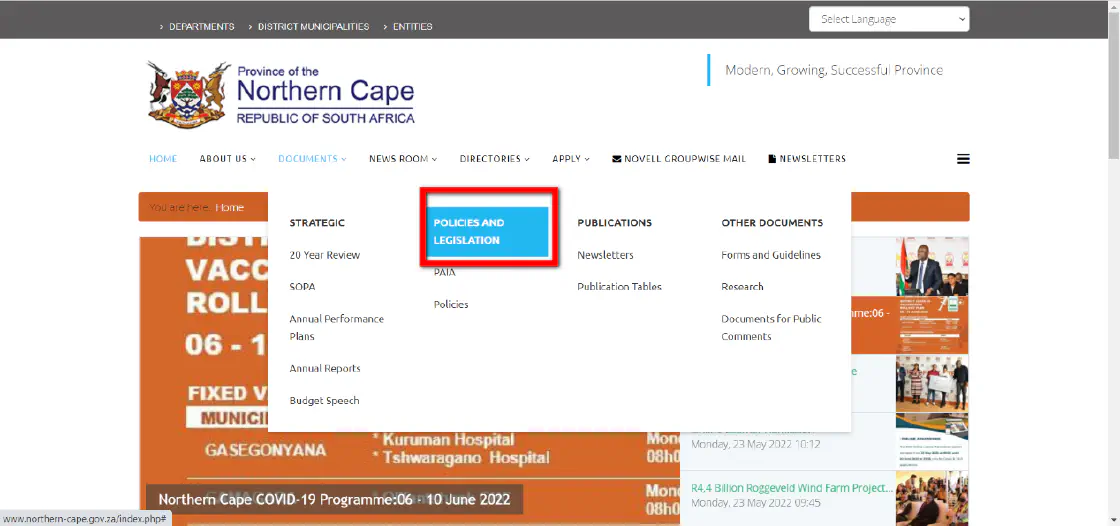 DEPARTMENTS
DISTRICT MUNICIPALITIES
ENTITIES
Select Language
Province of the
Northern Cape
REPUBLIC OF SOUTH AFRICA
Modern, Growing, Successful Province
HOME
ABOUT US
DOCUMENTS
NEWS ROOM
DIRECTORIES
APPLY
NOVELL GROUPWISE MAIL
NEWSLETTERS
You are here: Home
STRATEGIC
20 Year Review
SOPA
Annual Performance
Plans
Annual Reports
Budget Speech
POLICIES AND
LEGISLATION
PAIA
Policies
PUBLICATIONS
Newsletters
Publication Tables
OTHER DOCUMENTS
Forms and Guidelines
Research
Documents for Public
Comments
VACC
ROLL
06 - 1
FIXED V
MUNICIP
GASEGONYANA
* Kuruman Hospital
* Tshwaragano Hospital
Mond
08h0
Mon
08h0
Northern Cape COVID-19 Programme:06 - 10 June 2022
me:06 -
e
Monday, 23 May 2022 10:12
R4,4 Billion Roggeveld Wind Farm Project...
Monday, 23 May 2022 09:45
www.northern-cape.gov.za/index.php#